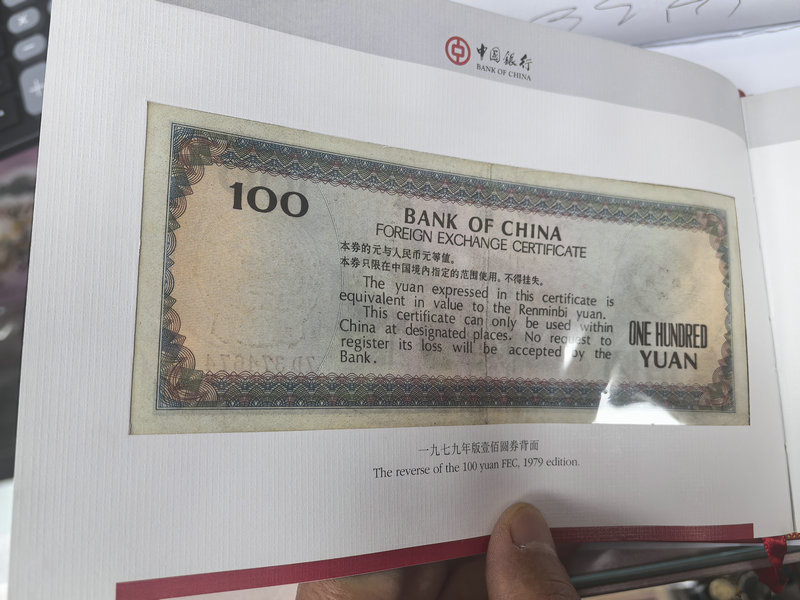 中国银行
BANK OF CHINA
100
BANK OF CHINA
FOREIGN EXCHANGE CERTIFICATE
本券的元与人民币元等值。
本券只限在中国境内指定的范围使用,不得挂失。
The yuan expressed in this certificate is
equivalent in value to the Renminbi yuan.
This certificate can only be used within
China at designated places. No request to
register its loss will be accepted by the
Bank.
ONE HUNDRED
YUAN
一九七九年版壹佰圆券背面
The reverse of the 100 yuan FEC, 1979 edition.